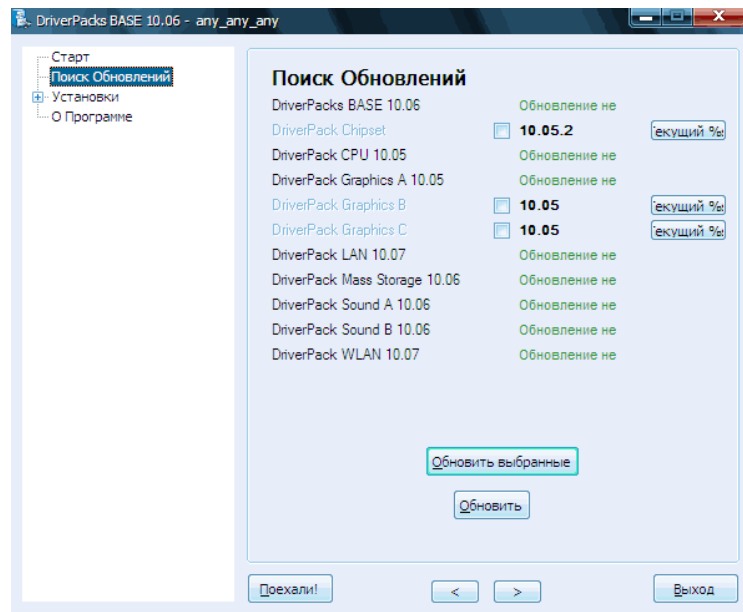 DriverPacks BASE 10.06 - any_any_any
Старт
Поиск Обновлений
Установки
О Программе
Поиск Обновлений
DriverPacks BASE 10.06 Обновление не
DriverPack Chipset 10.05.2 екущий %
DriverPack CPU 10.05 Обновление не
DriverPack Graphics A 10.05 Обновление не
DriverPack Graphics B 10.05 екущий %
DriverPack Graphics C 10.05 екущий %
DriverPack LAN 10.07 Обновление не
DriverPack Mass Storage 10.06 Обновление не
DriverPack Sound A 10.06 Обновление не
DriverPack Sound B 10.06 Обновление не
DriverPack WLAN 10.07 Обновление не
Обновить выбранные
Обновить
Поехали! < > Выход